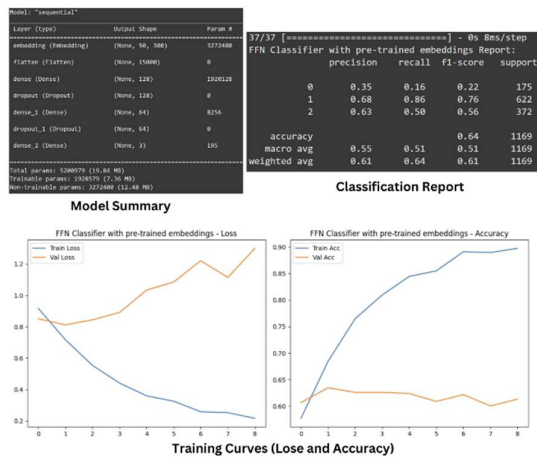 Model: "sequential"
Layer (type) Output Shape Param #
embedding (Embedding) (None, 50, 300) 3272400
flatten (Flatten) (None, 15000) 0
dense (Dense) (None, 128) 1920128
dropout (Dropout) (None, 128) 0
dense_1 (Dense) (None, 64) 8256
dropout_1 (Dropout) (None, 64) 0
dense_2 (Dense) (None, 3) 195
Total params: 5200979 (19.84 MB)
Trainable params: 1928579 (7.36 MB)
Non-trainable params: 3272400 (12.48 MB)
Model Summary
37/37 [==============================] - 0s 8ms/step
FFN Classifier with pre-trained embeddings Report:
precision recall f1-score support
0 0.35 0.16 0.22 175
1 0.68 0.86 0.76 622
2 0.63 0.50 0.56 372
accuracy 0.64 1169
macro avg 0.55 0.51 0.51 1169
weighted avg 0.61 0.64 0.61 1169
Classification Report
FFN Classifier with pre-trained embeddings - Loss
Train Loss
Val Loss
1.2
1.0
0.8
0.6
0.4
0.2
0 1 2 3 4 5 6 7 8
FFN Classifier with pre-trained embeddings - Accuracy
Train Acc
Val Acc
0.90
0.85
0.80
0.75
0.70
0.65
0.60
0 1 2 3 4 5 6 7 8
Training Curves (Lose and Accuracy)